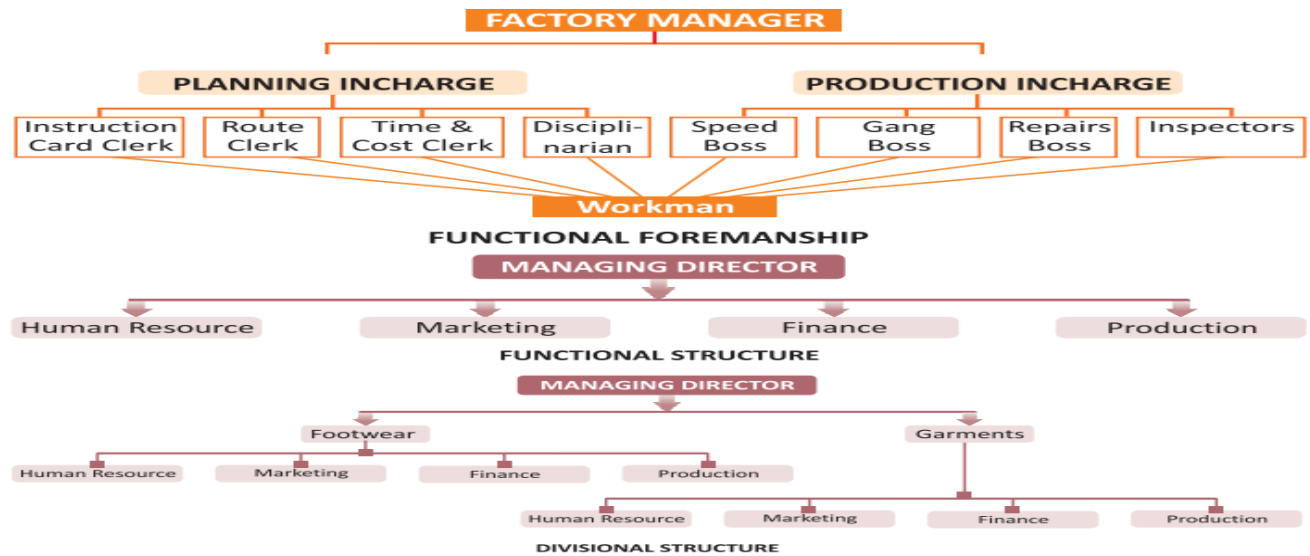 FACTORY MANAGER
PLANNING INCHARGE
PRODUCTION INCHARGE
Instruction
Card Clerk
Route
Clerk
Time &
Cost Clerk
Discipli-
narian
Speed
Boss
Gang
Boss
Repairs
Boss
Inspectors
Workman
FUNCTIONAL FOREMANSHIP
MANAGING DIRECTOR
Human Resource
Marketing
Finance
Production
FUNCTIONAL STRUCTURE
MANAGING DIRECTOR
Footwear
Garments
Human Resource
Marketing
Finance
Production
Human Resource
Marketing
Finance
Production
DIVISIONAL STRUCTURE